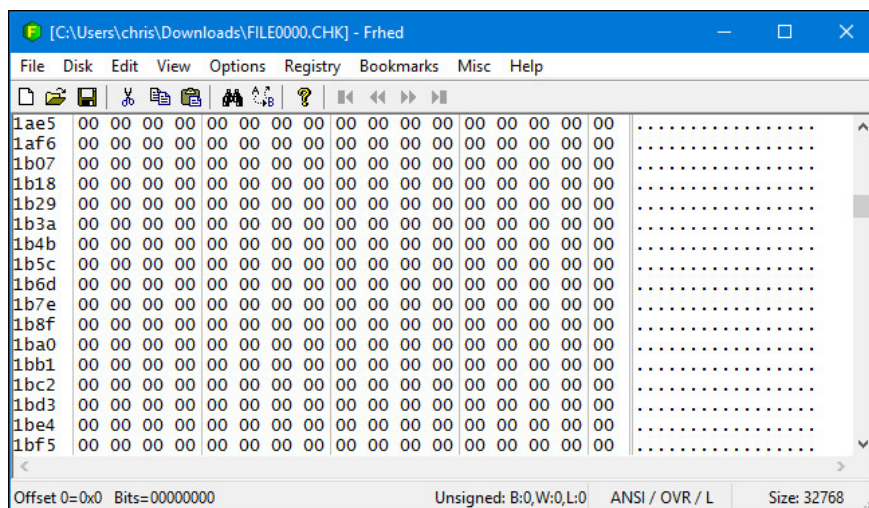 [C:\Users\chris\Downloads\FILE0000.CHK] - Frhed
File Disk Edit View Options Registry Bookmarks Misc Help
1ae5 00 00 00 00 00 00 00 00 00 00 00 00 00 00 00 00 00 .................
1af6 00 00 00 00 00 00 00 00 00 00 00 00 00 00 00 00 00 .................
1b07 00 00 00 00 00 00 00 00 00 00 00 00 00 00 00 00 00 .................
1b18 00 00 00 00 00 00 00 00 00 00 00 00 00 00 00 00 00 .................
1b29 00 00 00 00 00 00 00 00 00 00 00 00 00 00 00 00 00 .................
1b3a 00 00 00 00 00 00 00 00 00 00 00 00 00 00 00 00 00 .................
1b4b 00 00 00 00 00 00 00 00 00 00 00 00 00 00 00 00 00 .................
1b5c 00 00 00 00 00 00 00 00 00 00 00 00 00 00 00 00 00 .................
1b6d 00 00 00 00 00 00 00 00 00 00 00 00 00 00 00 00 00 .................
1b7e 00 00 00 00 00 00 00 00 00 00 00 00 00 00 00 00 00 .................
1b8f 00 00 00 00 00 00 00 00 00 00 00 00 00 00 00 00 00 .................
1ba0 00 00 00 00 00 00 00 00 00 00 00 00 00 00 00 00 00 .................
1bb1 00 00 00 00 00 00 00 00 00 00 00 00 00 00 00 00 00 .................
1bc2 00 00 00 00 00 00 00 00 00 00 00 00 00 00 00 00 00 .................
1bd3 00 00 00 00 00 00 00 00 00 00 00 00 00 00 00 00 00 .................
1be4 00 00 00 00 00 00 00 00 00 00 00 00 00 00 00 00 00 .................
1bf5 00 00 00 00 00 00 00 00 00 00 00 00 00 00 00 00 00 .................
Offset 0=0x0 Bits=00000000 Unsigned: B:0,W:0,L:0 ANSI / OVR / L Size: 32768